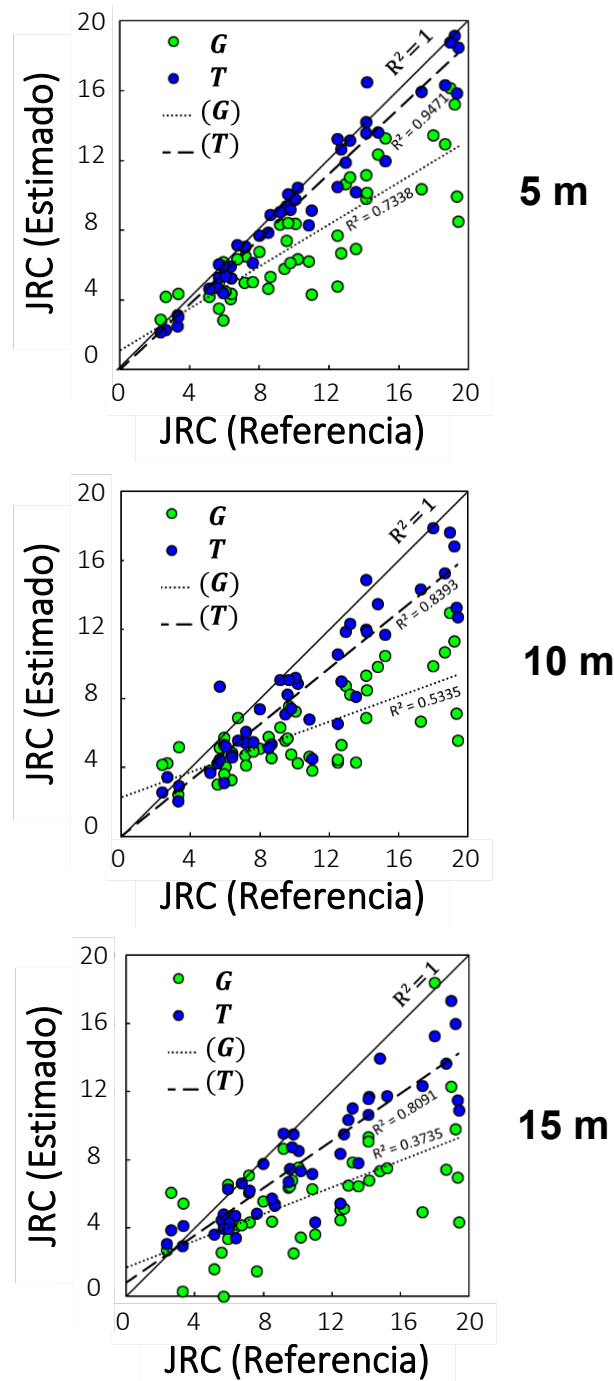 20
16
12
8
4
0
JRC (Estimado)
G
T
(G)
(T)
R² = 1
R² = 0.9471
R² = 0.7338
0 4 8 12 16 20
JRC (Referencia)
5 m
20
16
12
8
4
0
JRC (Estimado)
G
T
(G)
(T)
R² = 1
R² = 0.8393
R² = 0.5335
0 4 8 12 16 20
JRC (Referencia)
10 m
20
16
12
8
4
0
JRC (Estimado)
G
T
(G)
(T)
R² = 1
R² = 0.8091
R² = 0.3735
0 4 8 12 16 20
JRC (Referencia)
15 m